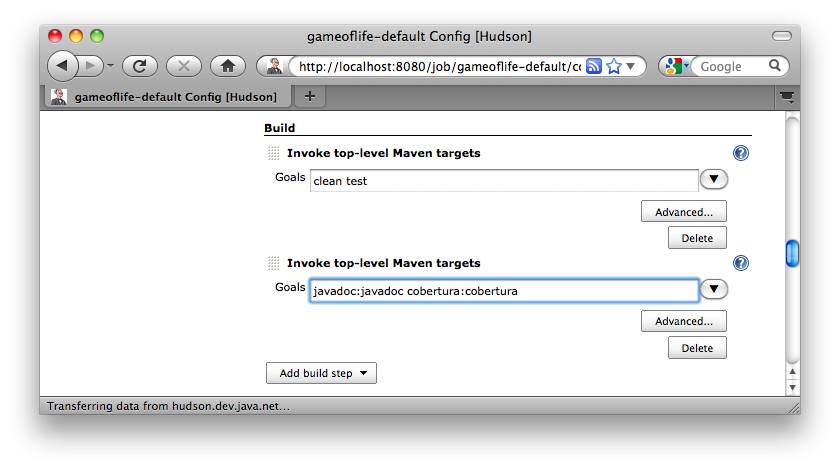 gameoflife-default Config [Hudson]
http://localhost:8080/job/gameoflife-default/cc
Google
gameoflife-default Config [Hudson]
Build
Invoke top-level Maven targets
Goals clean test
Advanced...
Delete
Invoke top-level Maven targets
Goals javadoc:javadoc cobertura:cobertura
Advanced...
Delete
Add build step
Transferring data from hudson.dev.java.net...